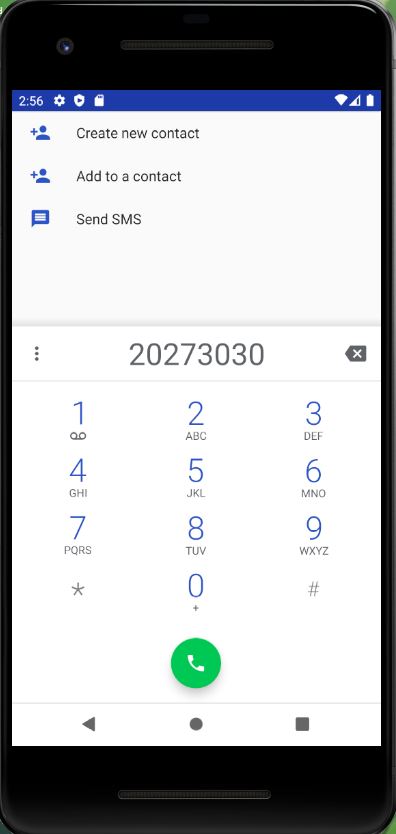 2:56
Create new contact
Add to a contact
Send SMS
20273030
1 2 3
ABC DEF
4 5 6
GHI JKL MNO
7 8 9
PQRS TUV WXYZ
* 0 #
+